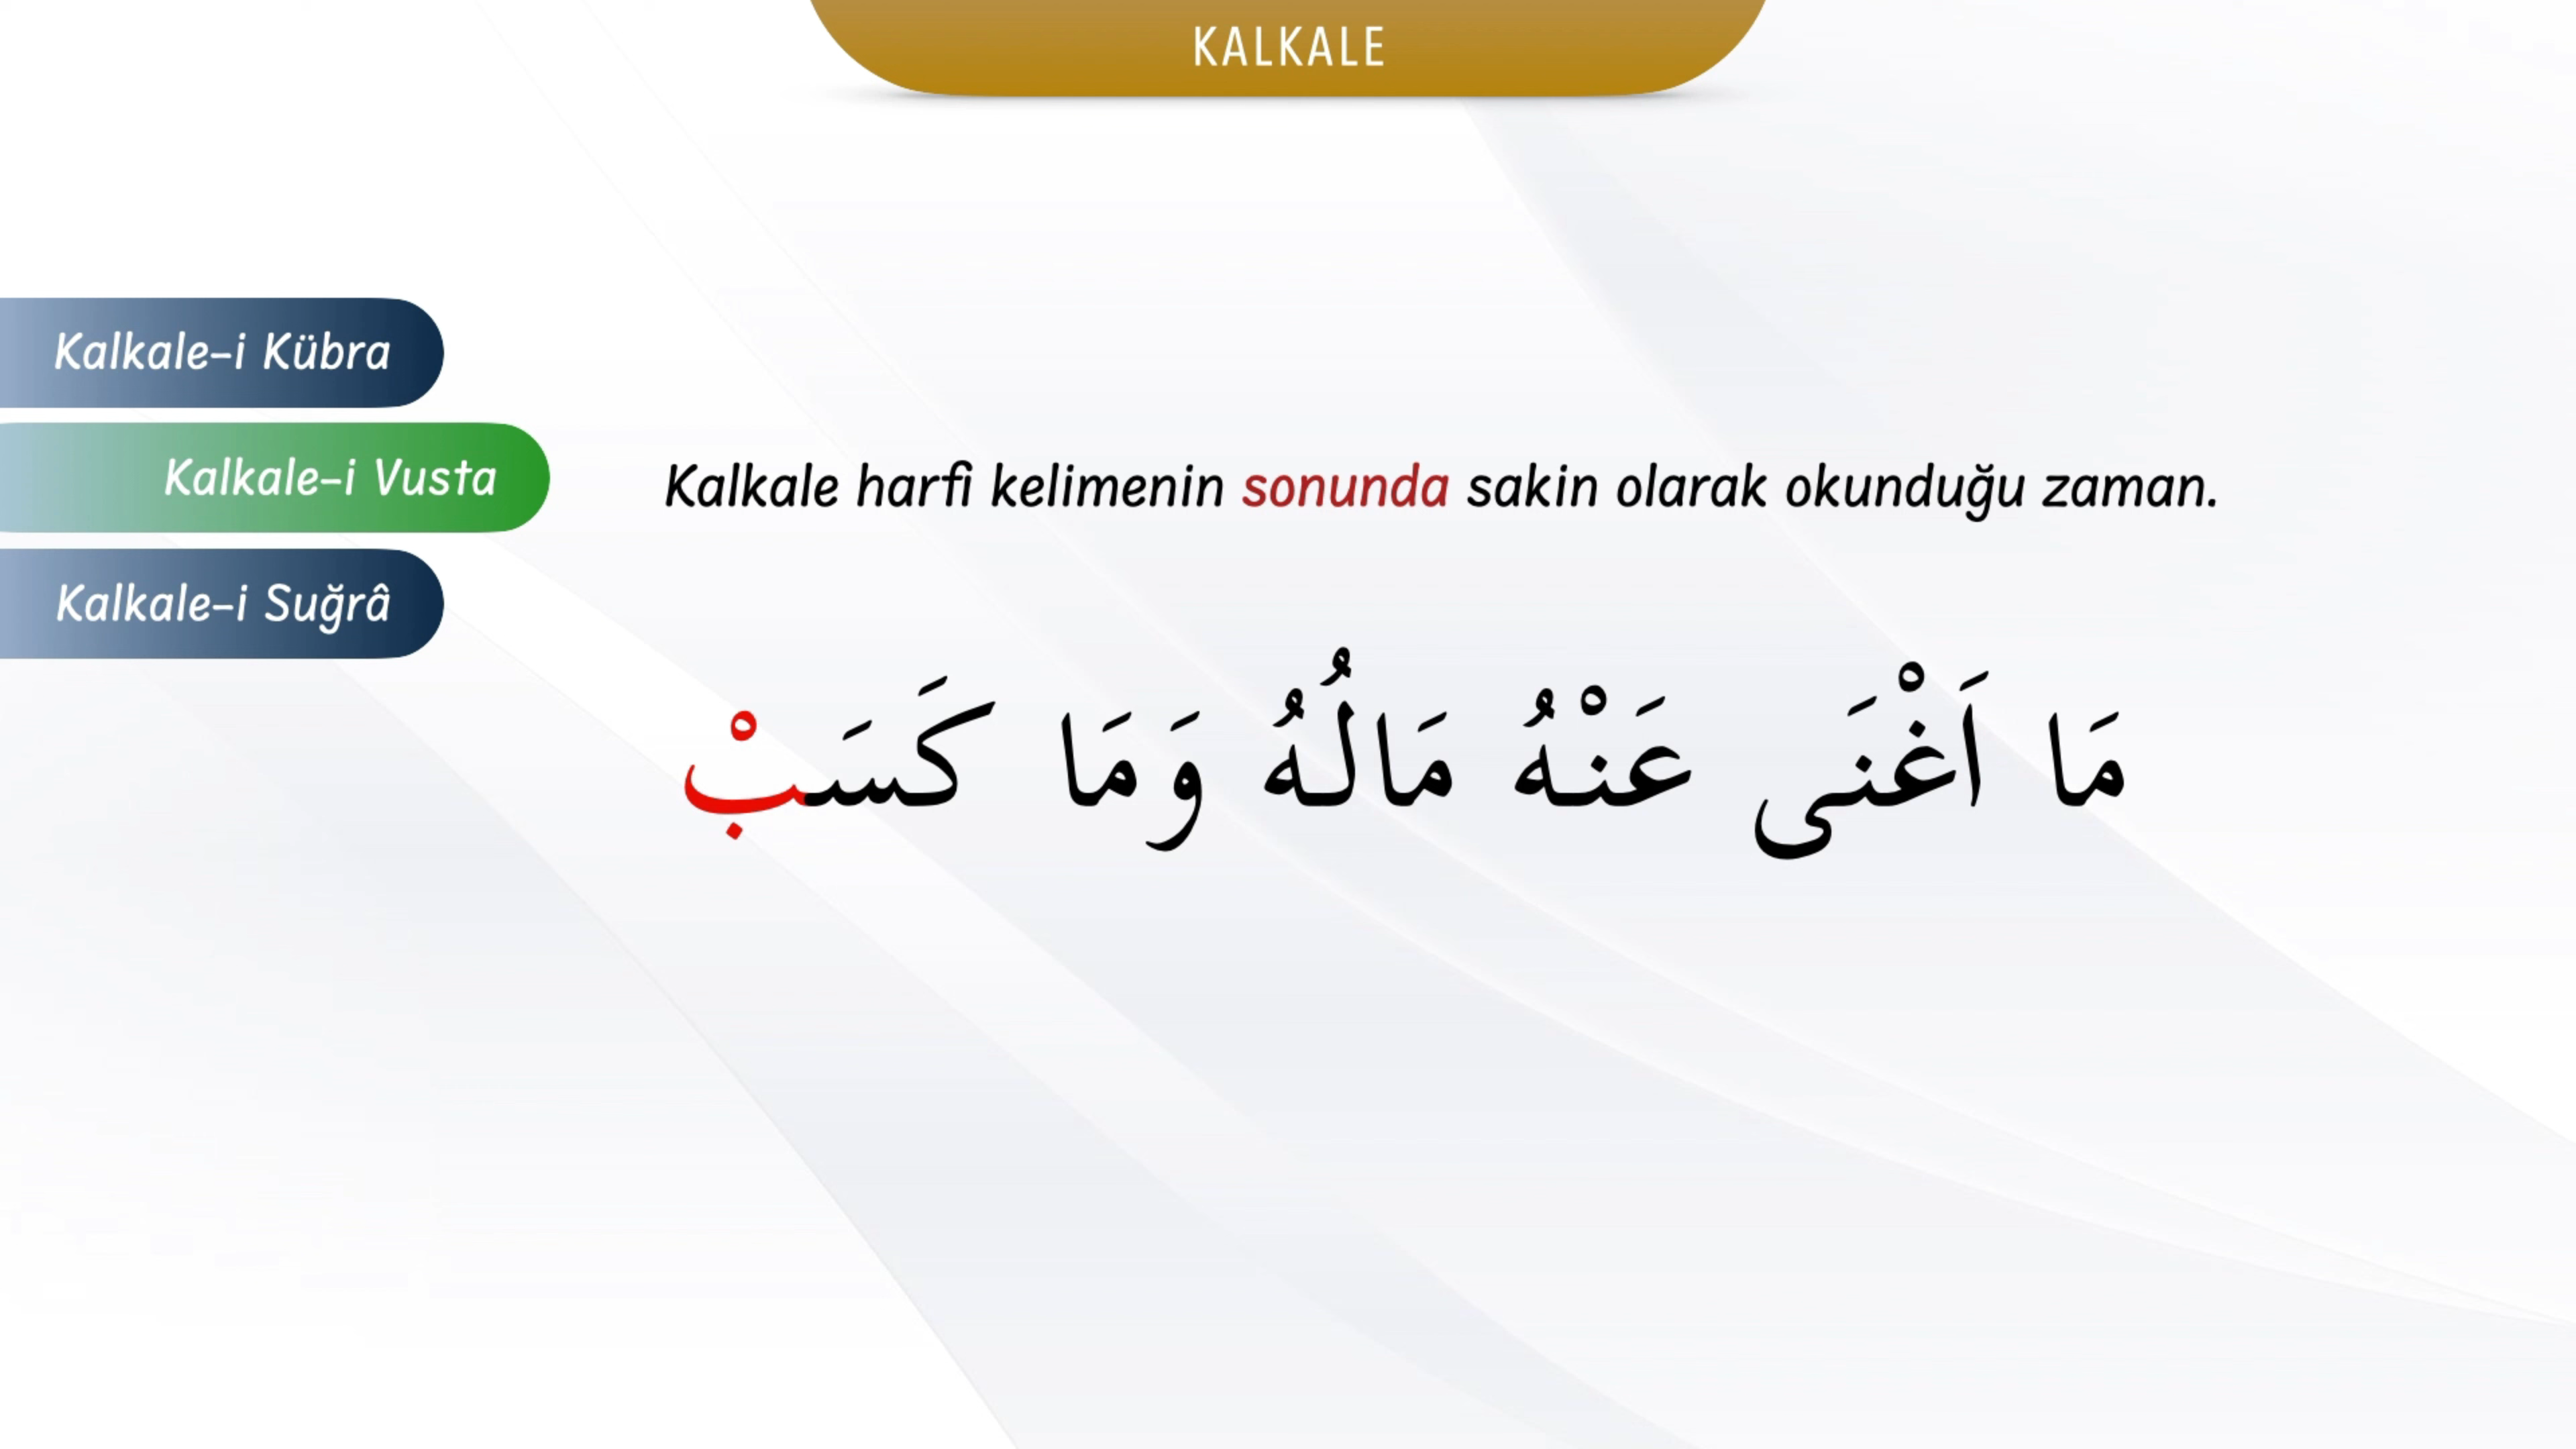 KALKALE
Kalkale-i Kübra
Kalkale-i Vusta
Kalkale-i Suğrâ
Kalkale harfi kelimenin sonunda sakin olarak okunduğu zaman.
مَا اَغْنَى عَنْهُ مَالُهُ وَمَا كَسَبْ